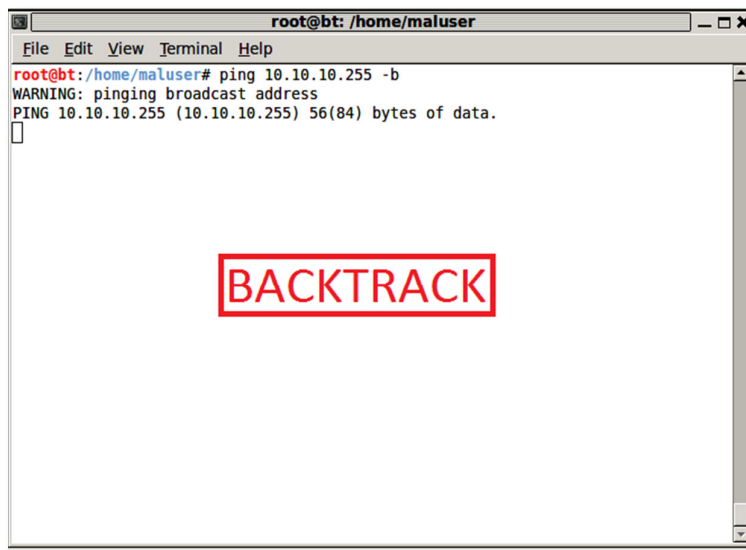 root@bt: /home/maluser
File Edit View Terminal Help
root@bt:/home/maluser# ping 10.10.10.255 -b
WARNING: pinging broadcast address
PING 10.10.10.255 (10.10.10.255) 56(84) bytes of data.
BACKTRACK